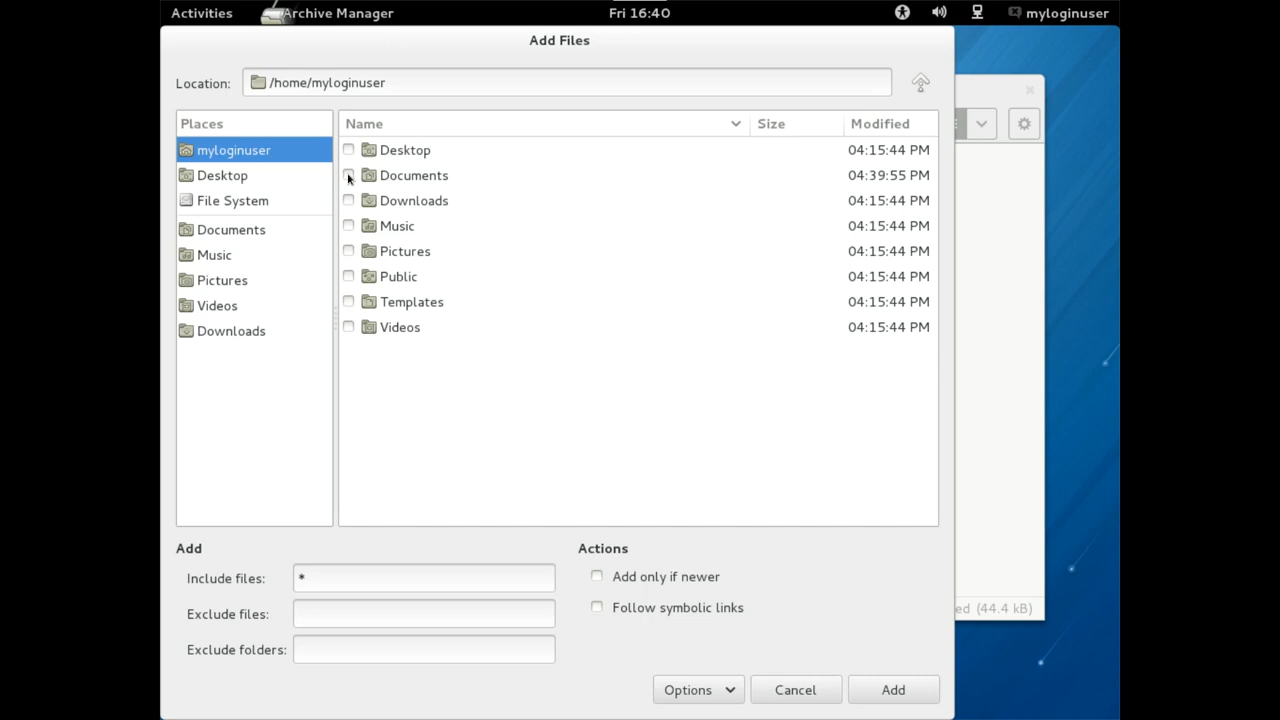 Activities Archive Manager Fri 16:40 myloginuser
Add Files
Location: /home/myloginuser
Places Name Size Modified
myloginuser Desktop 04:15:44 PM
Desktop Documents 04:39:55 PM
File System Downloads 04:15:44 PM
Documents Music 04:15:44 PM
Music Pictures 04:15:44 PM
Pictures Public 04:15:44 PM
Videos Templates 04:15:44 PM
Downloads Videos 04:15:44 PM
Add Actions
Include files: * Add only if newer
Exclude files: Follow symbolic links
ed (44.4 kB)
Exclude folders:
Options Cancel Add